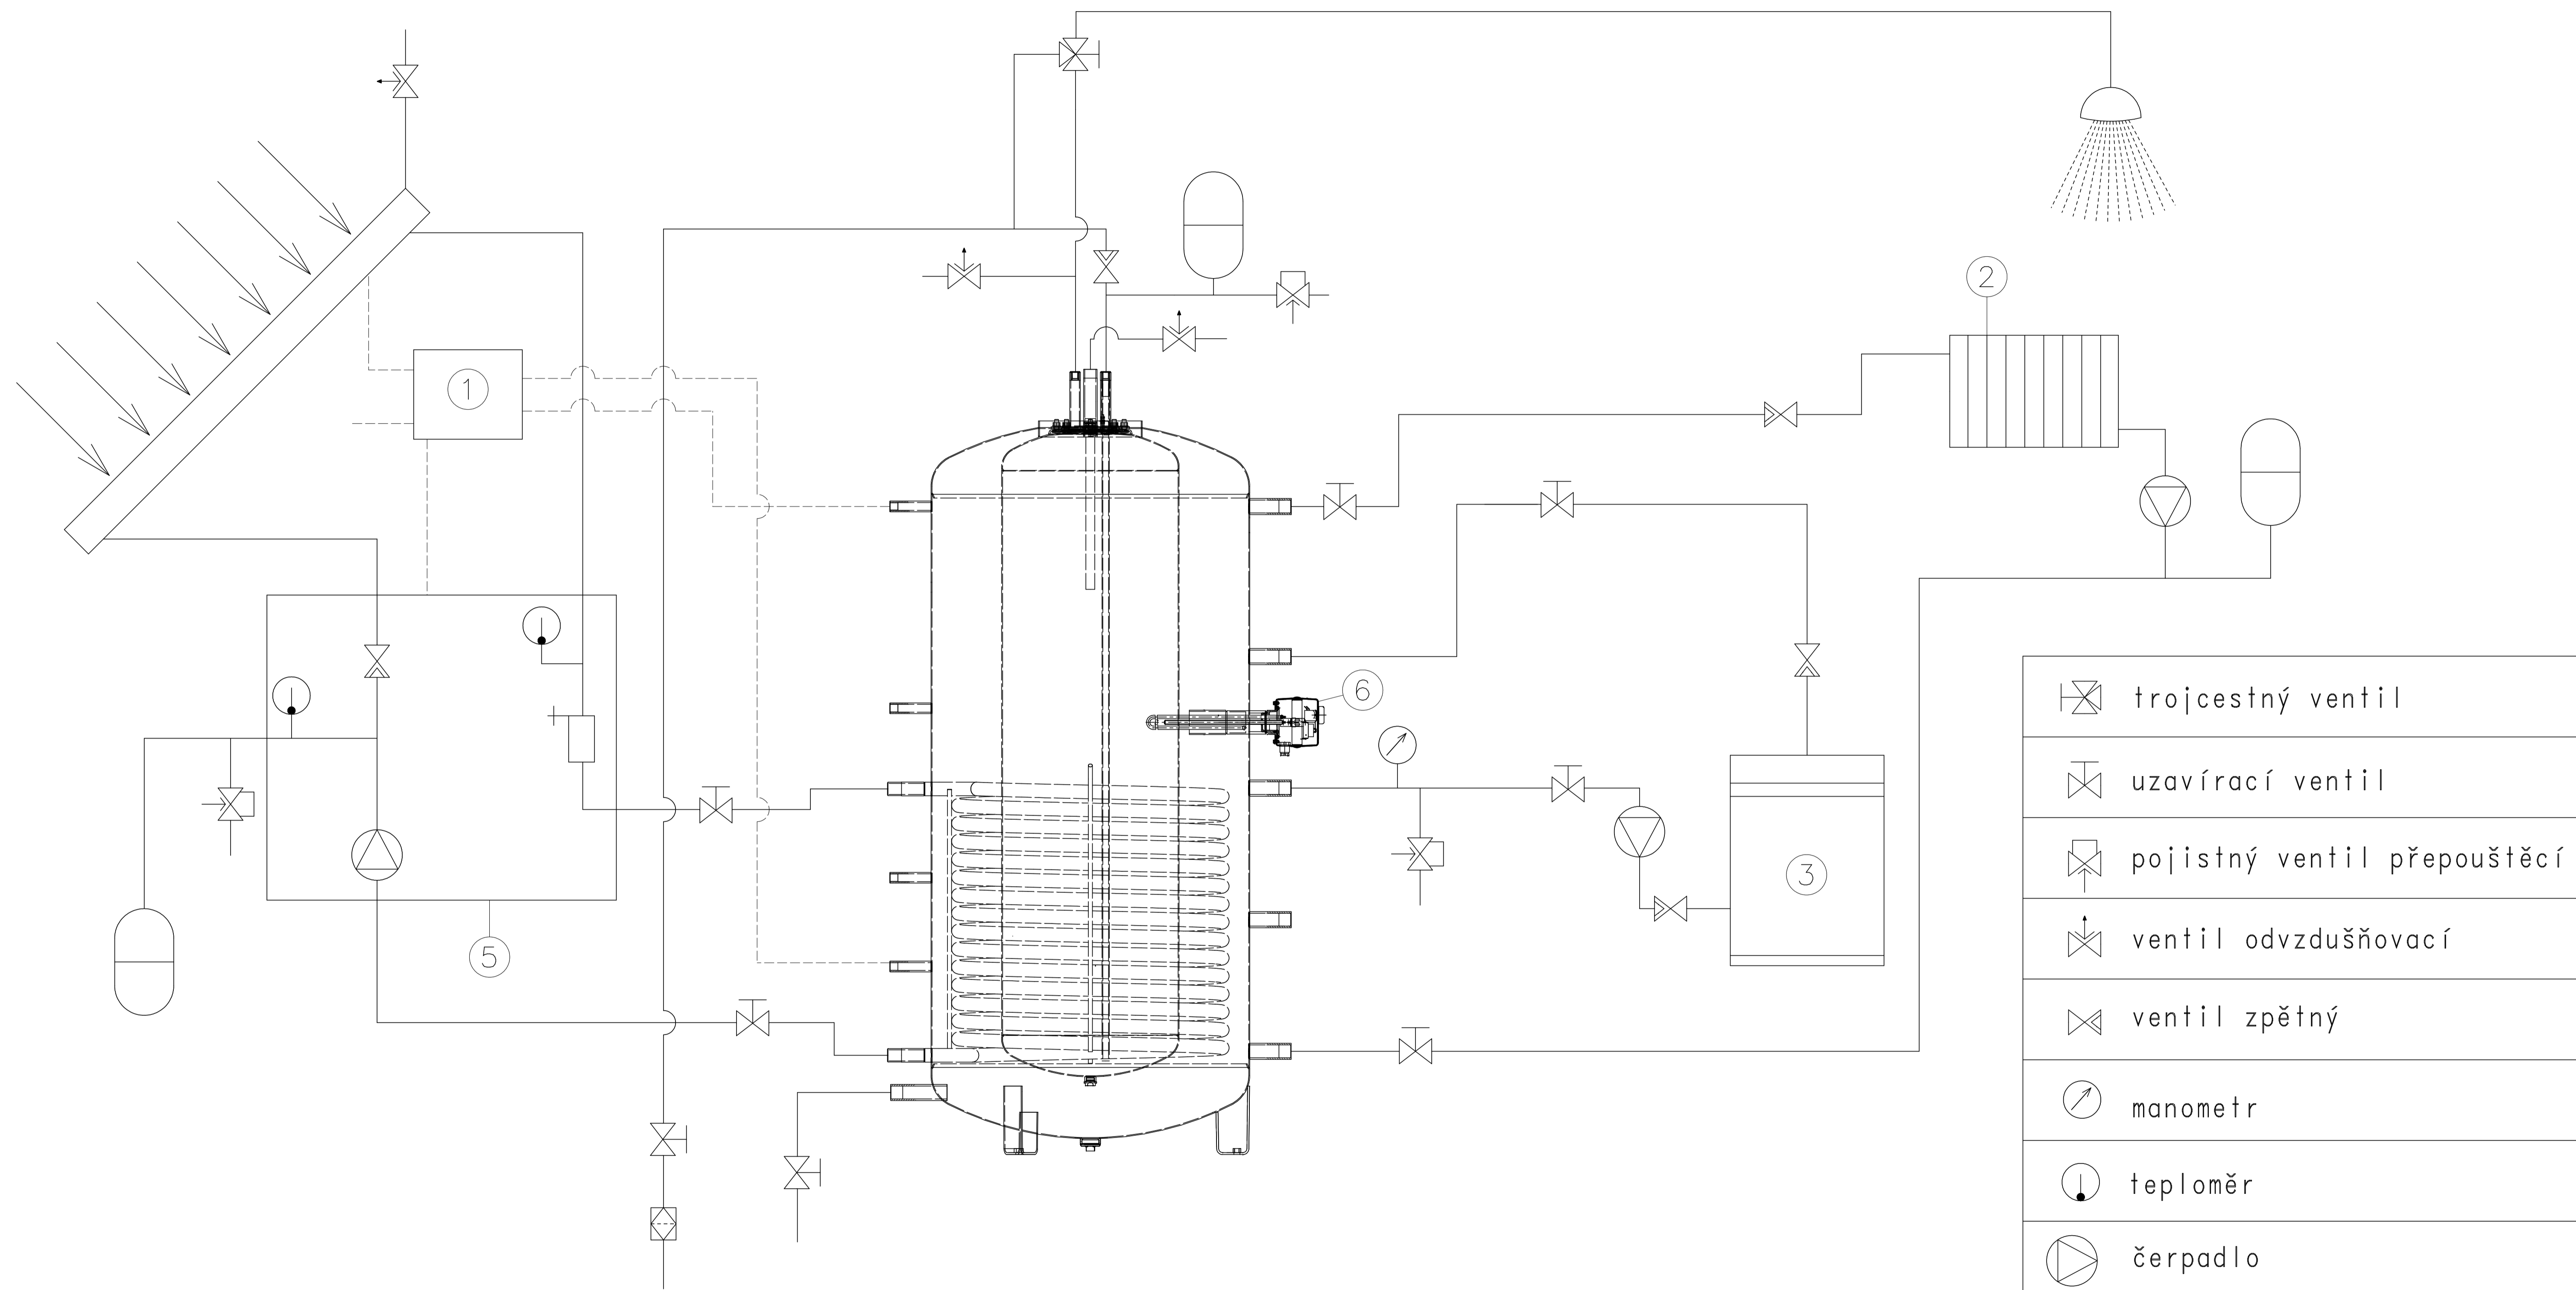 1
2
6
3
5
trojcestný ventil
uzavírací ventil
pojistný ventil přepouštěcí
ventil odvzdušňovací
ventil zpětný
manometr
teploměr
čerpadlo